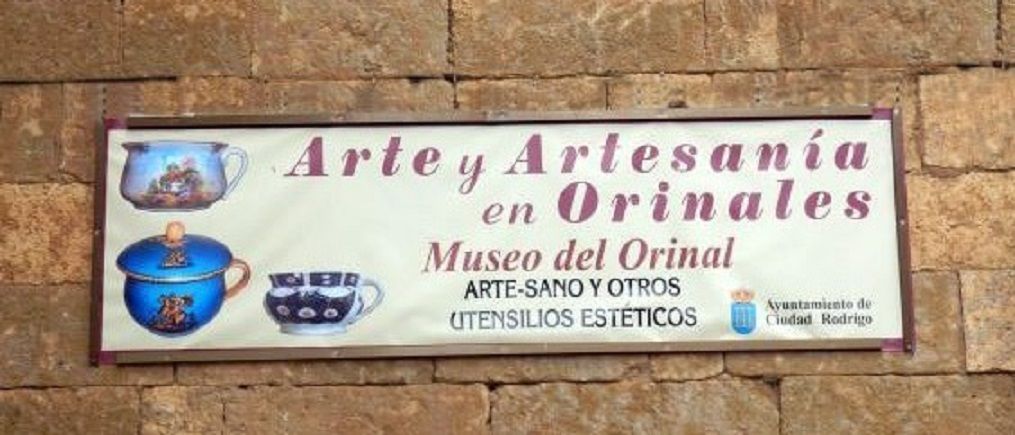 Arte y Artesanía
en Orinales
Museo del Orinal
ARTE-SANO Y OTROS
UTENSILIOS ESTÉTICOS
Ayuntamiento de
Ciudad Rodrigo